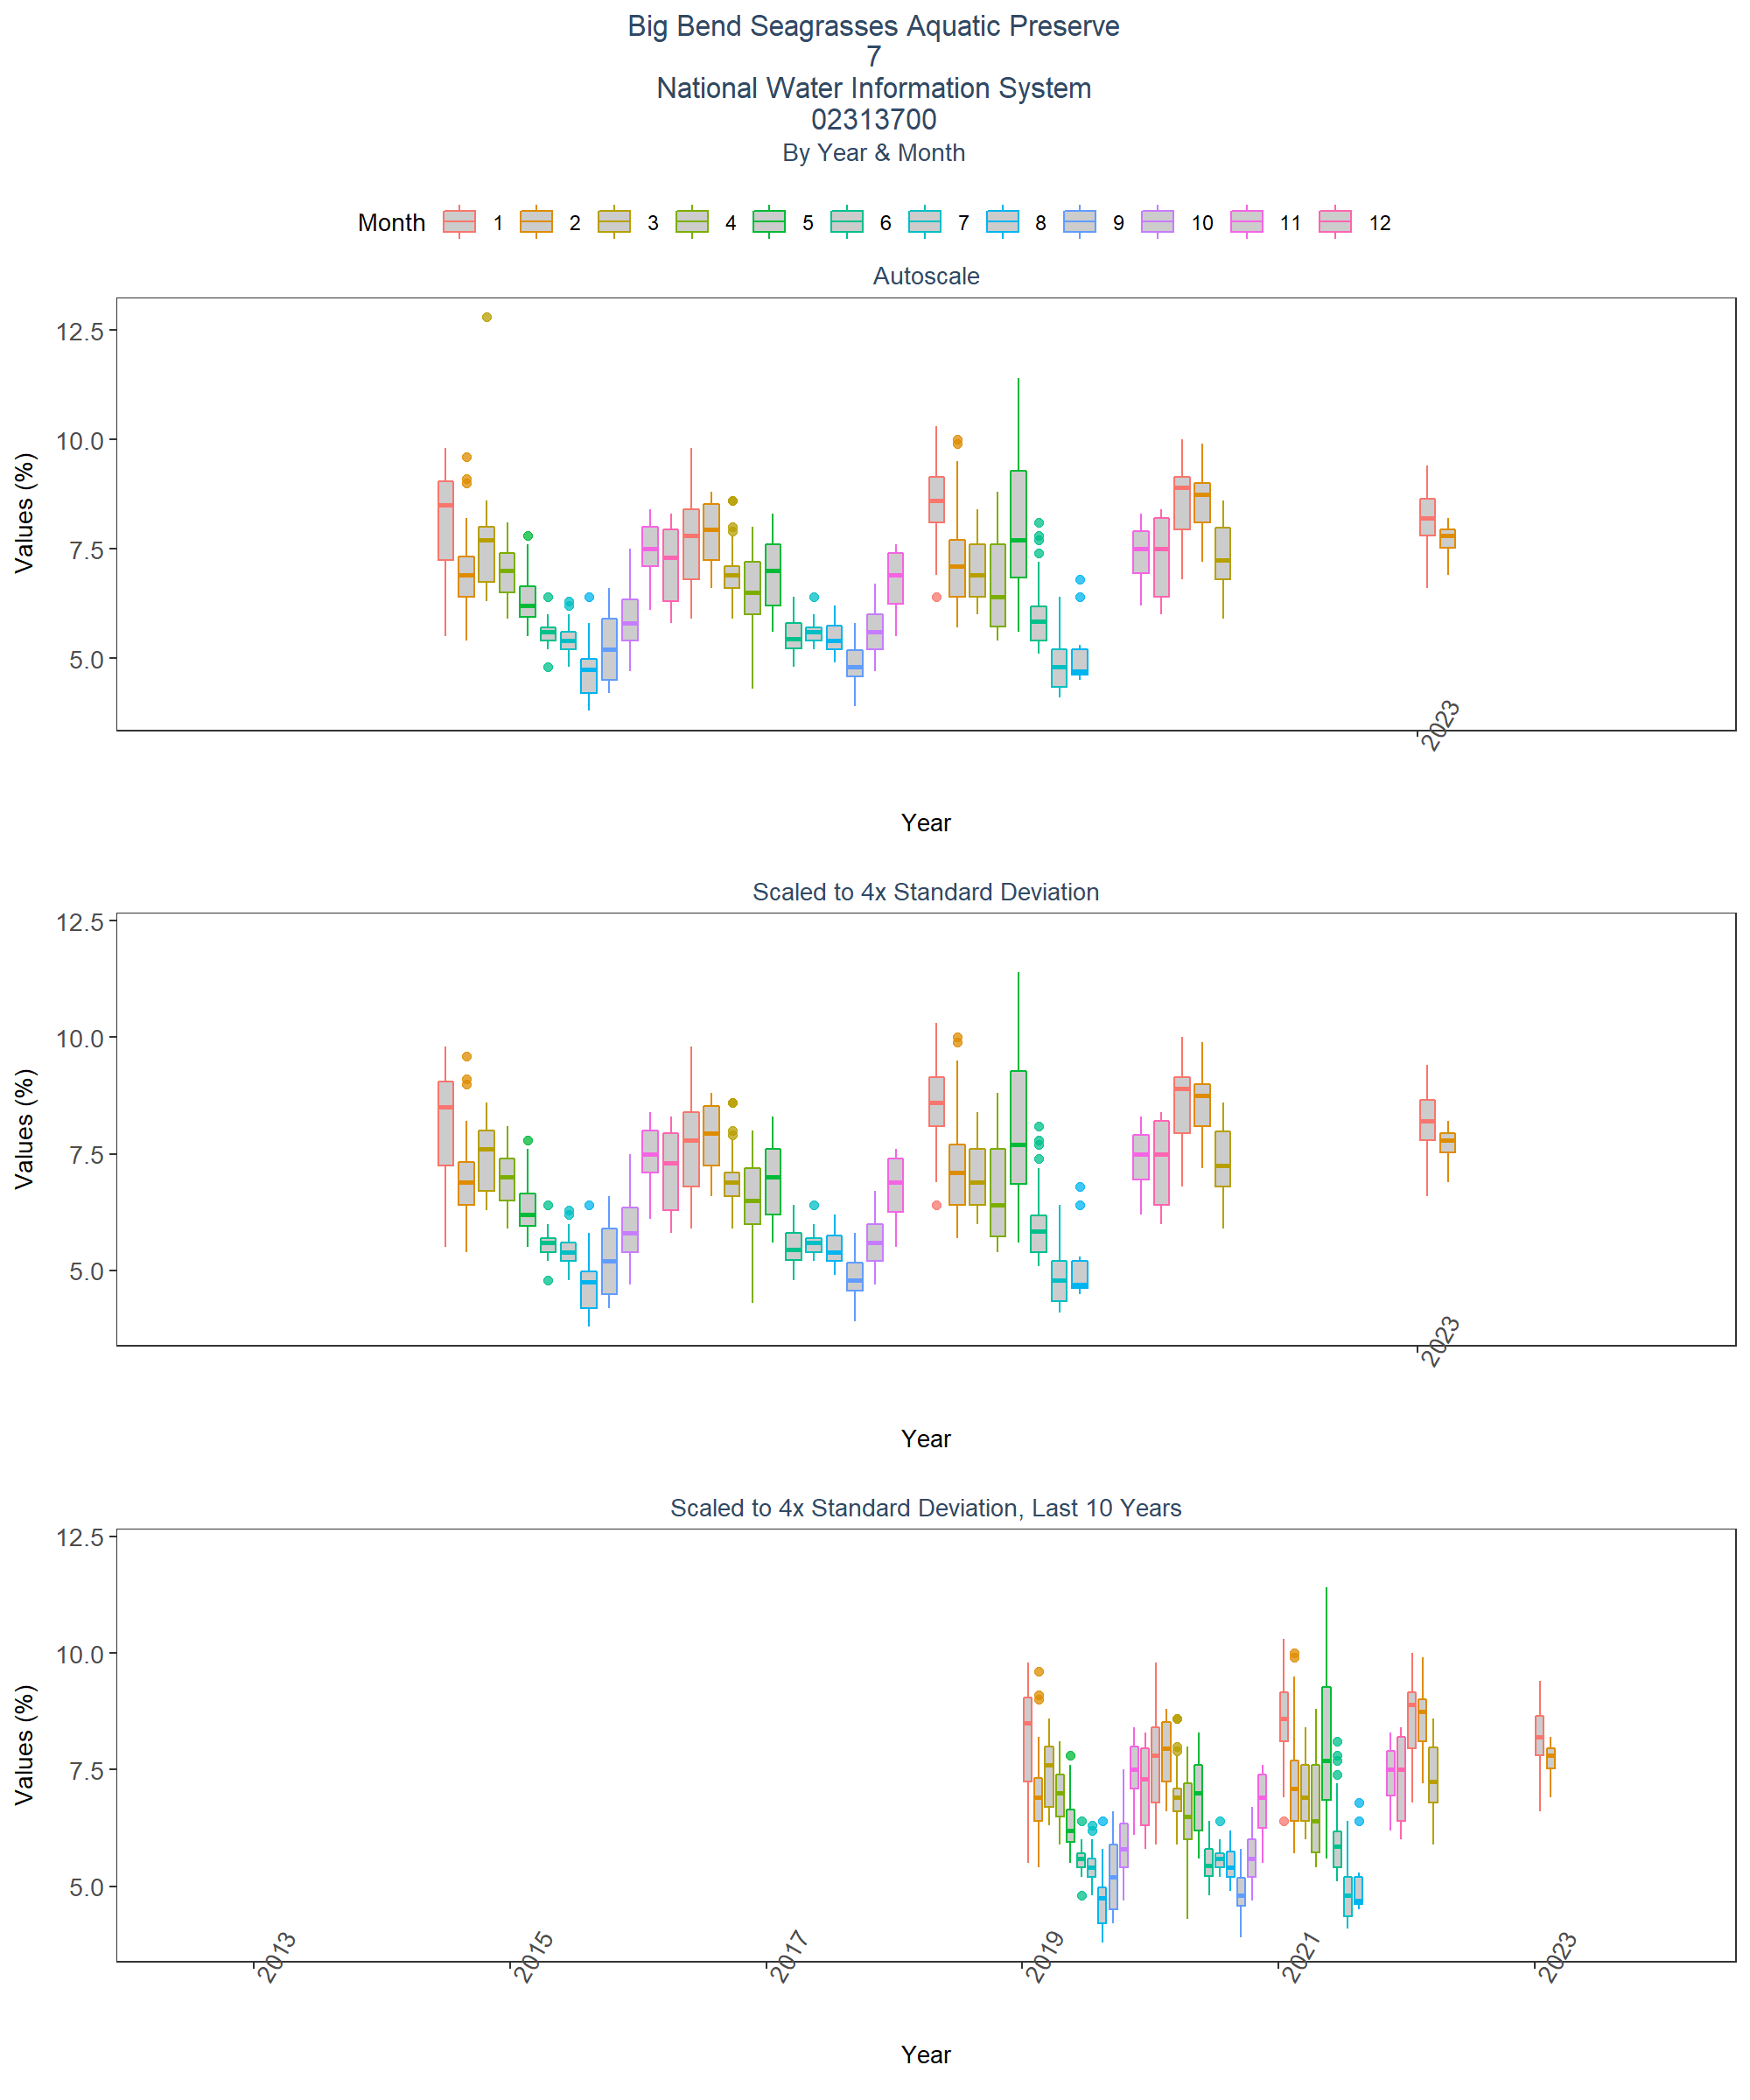 Big Bend Seagrasses Aquatic Preserve
7
National Water Information System
02313700
By Year & Month
Month 1 2 3 4 5 6 7 8 9 10 11 12
Autoscale
Values (%)
12.5
10.0
7.5
5.0
2023
Year
Scaled to 4x Standard Deviation
Values (%)
12.5
10.0
7.5
5.0
2023
Year
Scaled to 4x Standard Deviation, Last 10 Years
Values (%)
12.5
10.0
7.5
5.0
2013 2015 2017 2019 2021 2023
Year